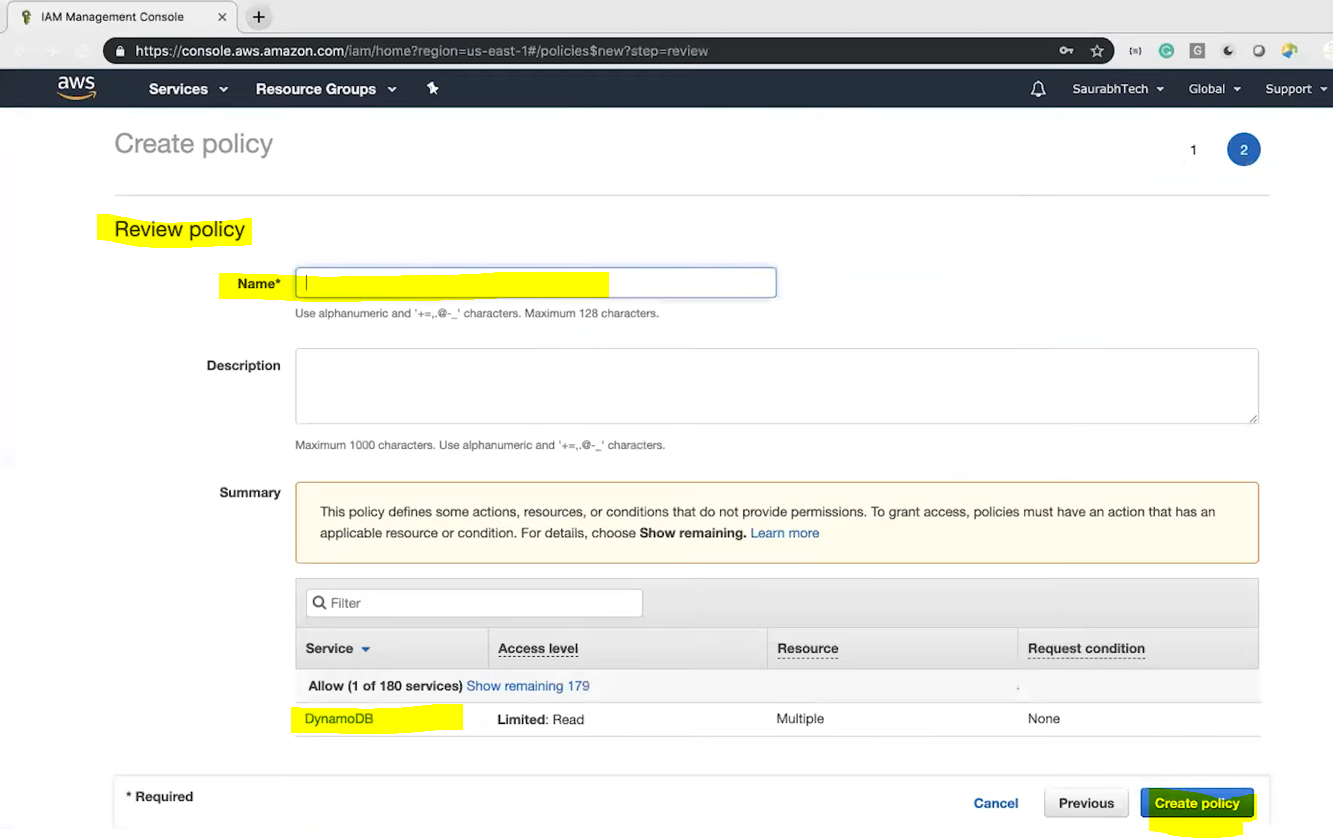 IAM Management Console
https://console.aws.amazon.com/iam/home?region=us-east-1#/policies$new?step=review
aws Services Resource Groups SaurabhTech Global Support
Create policy 1 2
Review policy
Name*
Use alphanumeric and '+=,.@-_' characters. Maximum 128 characters.
Description
Maximum 1000 characters. Use alphanumeric and '+=,.@-_' characters.
Summary
This policy defines some actions, resources, or conditions that do not provide permissions. To grant access, policies must have an action that has an
applicable resource or condition. For details, choose Show remaining. Learn more
Filter
Service Access level Resource Request condition
Allow (1 of 180 services) Show remaining 179
DynamoDB Limited: Read Multiple None
* Required Cancel Previous Create policy